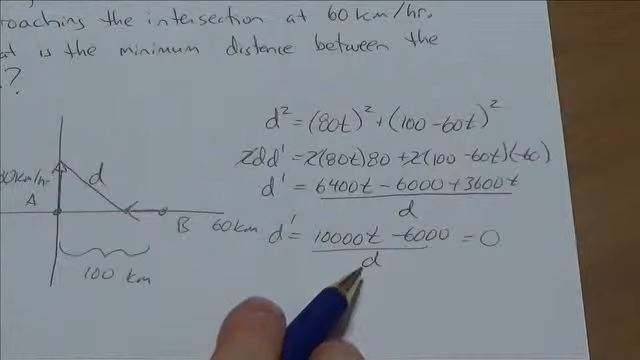 roaching the intersection at 60 km/hr.
at is the minimum distance between the
?
d² = (80t)² + (100 - 60t)²
2dd' = 2(80t)80 + 2(100 - 60t)(-60)
d' = 6400t - 6000 + 3600t
d
d' = 10000t - 6000 = 0
d
0km/hr
d
A
B
60km
100 km